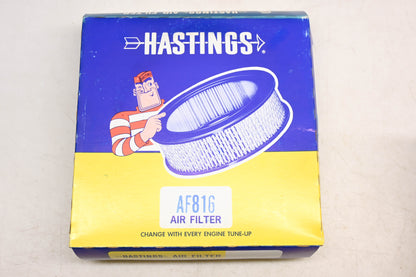 HASTINGS
AF816
AIR FILTER
CHANGE WITH EVERY ENGINE TUNE-UP
HASTINGS AIR FILTER